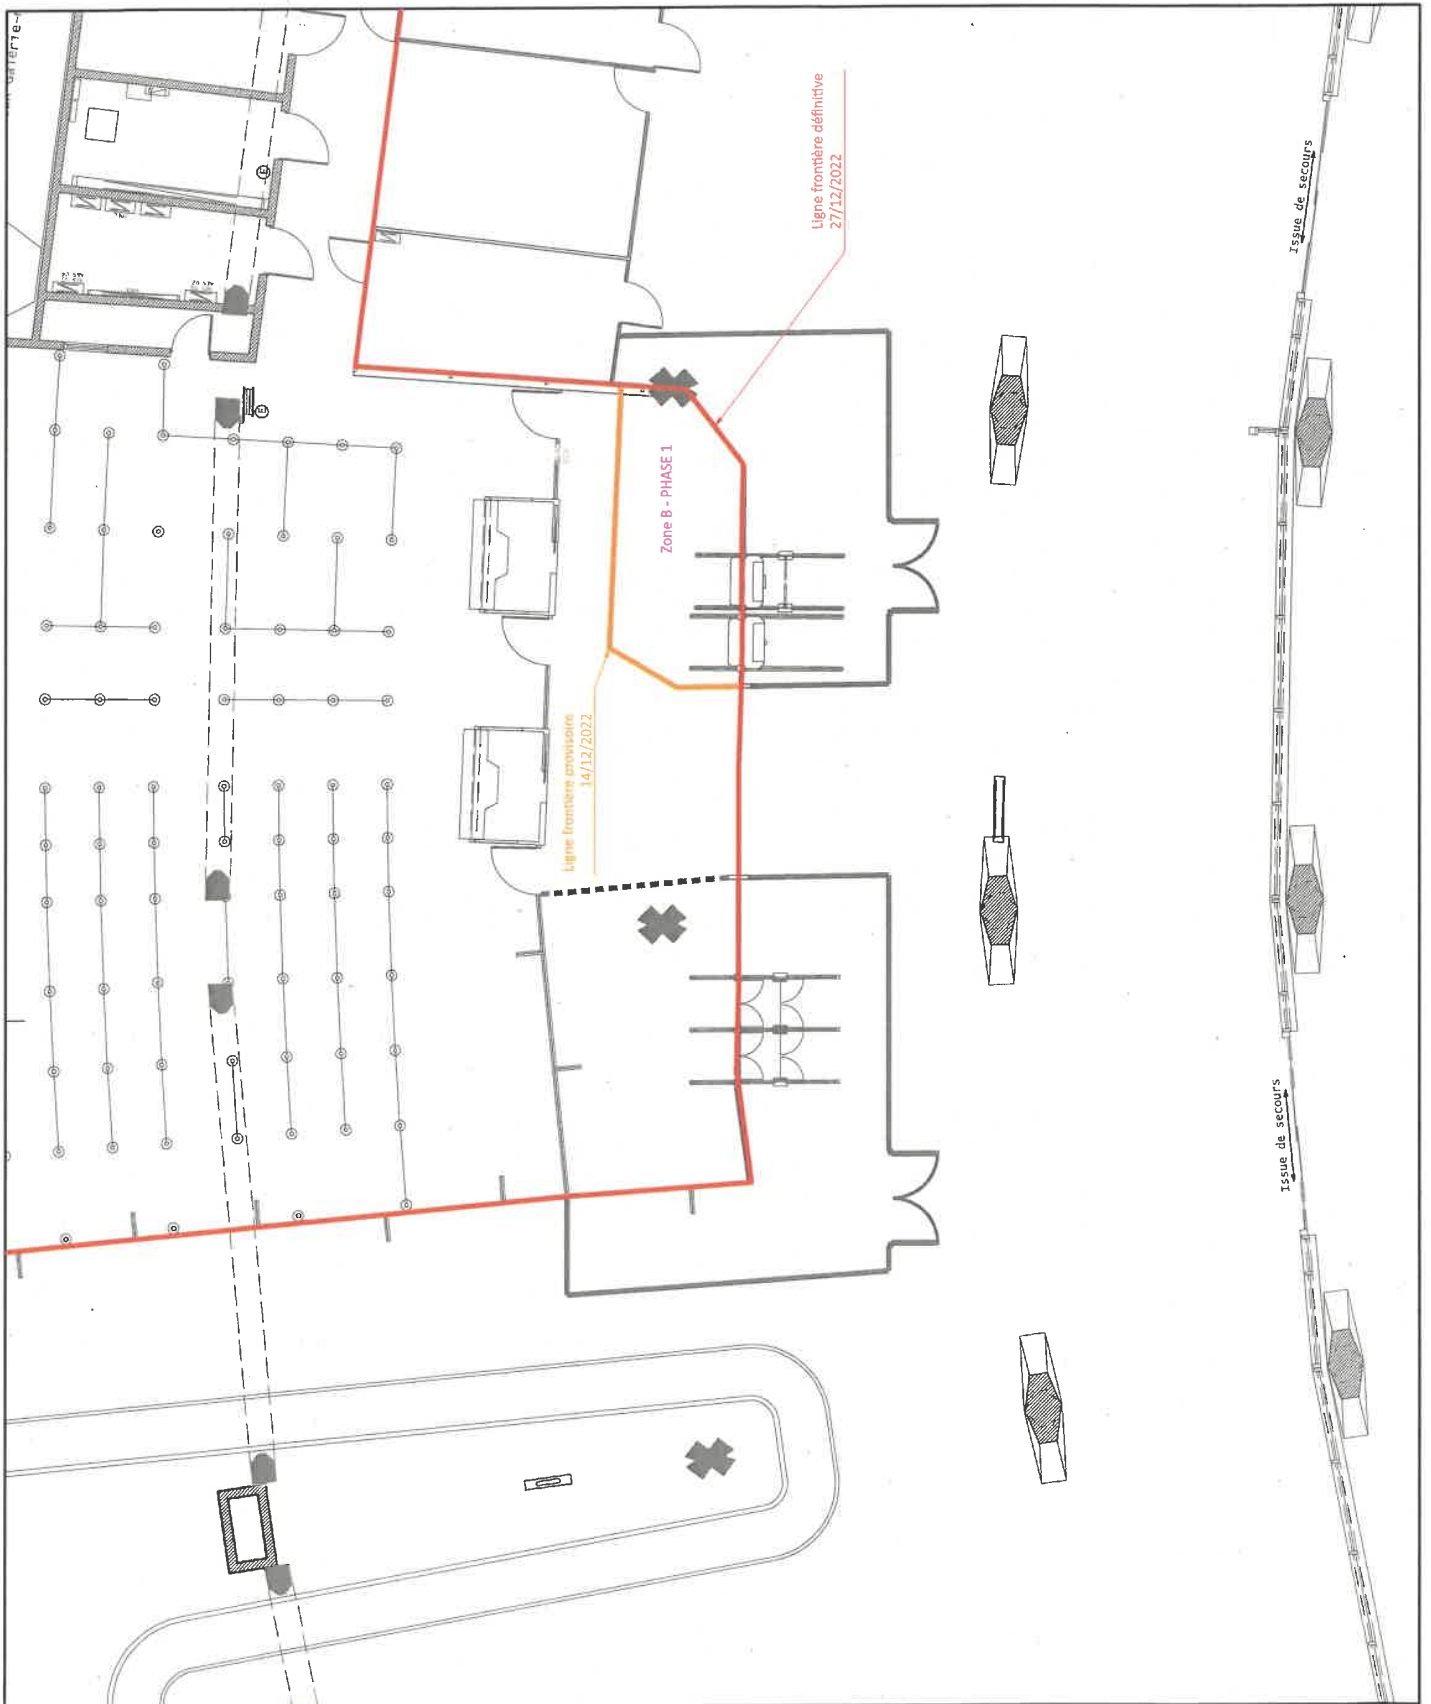 Ligne frontière définitive
27/12/2022
Issue de secours
Zone B - PHASE 1
Ligne frontière provisoire
14/12/2022
Issue de secours
E
E